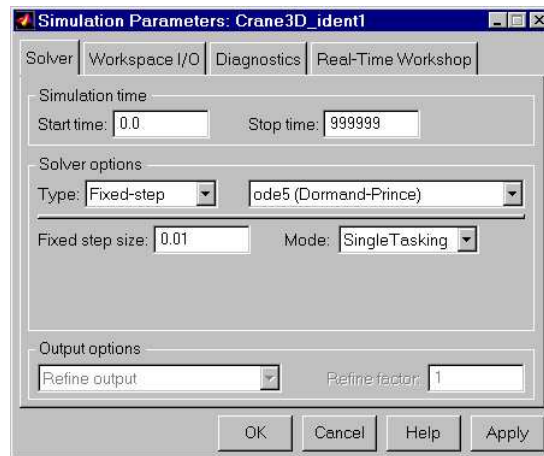 Simulation Parameters: Crane3D_ident1
Solver Workspace I/O Diagnostics Real-Time Workshop
Simulation time
Start time: 0.0 Stop time: 999999
Solver options
Type: Fixed-step ode5 (Dormand-Prince)
Fixed step size: 0.01 Mode: SingleTasking
Output options
Refine output Refine factor: 1
OK Cancel Help Apply